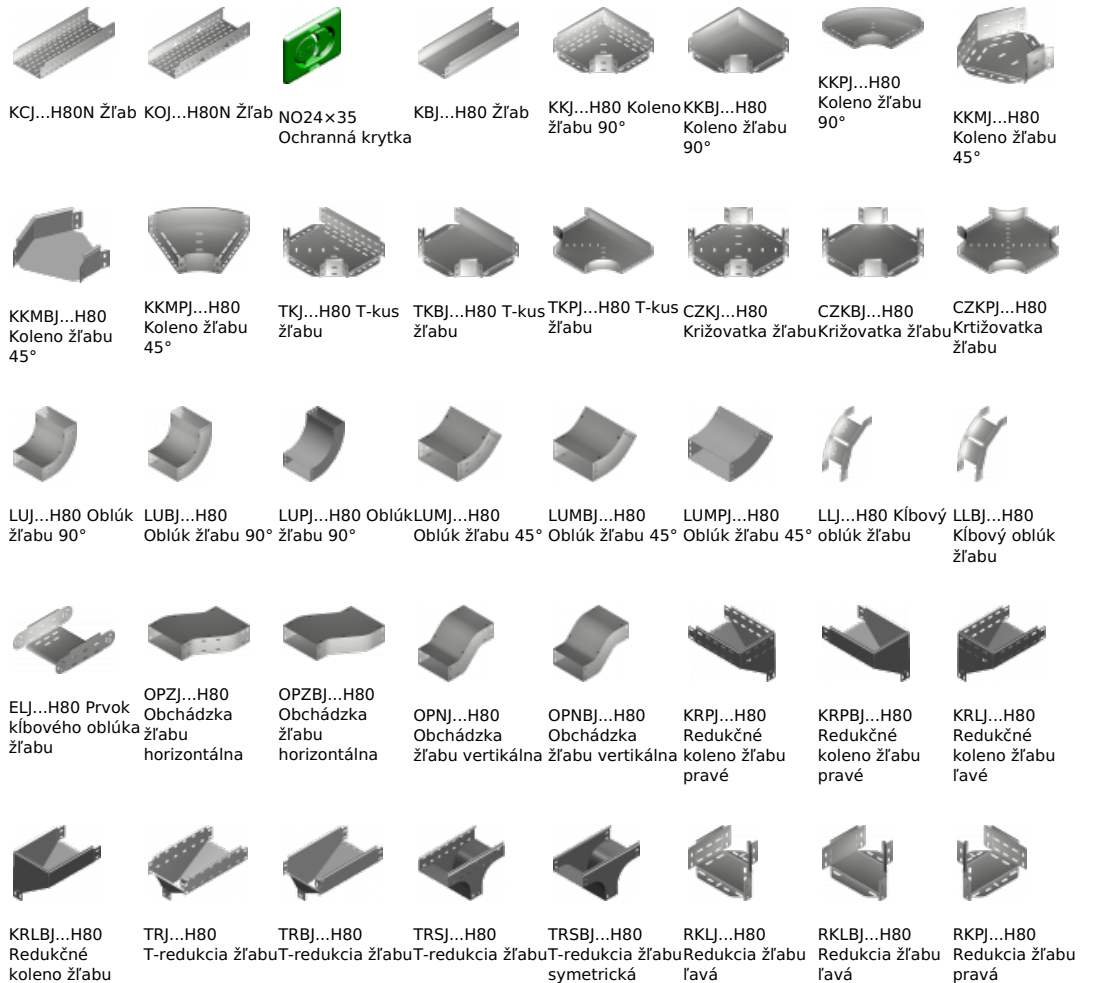 KCJ...H80N Žľab
KOJ...H80N Žľab
NO24×35
Ochranná krytka
KBJ...H80 Žľab
KKJ...H80 Koleno
žľabu 90°
KKBJ...H80
Koleno žľabu
90°
KKPJ...H80
Koleno žľabu
90°
KKMJ...H80
Koleno žľabu
45°
KKMBJ...H80
Koleno žľabu
45°
KKMPJ...H80
Koleno žľabu
45°
TKJ...H80 T-kus
žľabu
TKBJ...H80 T-kus
žľabu
TKPJ...H80 T-kus
žľabu
CZKJ...H80
Križovatka žľabu
CZKBJ...H80
Križovatka žľabu
CZKPJ...H80
Krtižovatka
žľabu
LUJ...H80 Oblúk
žľabu 90°
LUBJ...H80
Oblúk žľabu 90°
LUPJ...H80 Oblúk
žľabu 90°
LUMJ...H80
Oblúk žľabu 45°
LUMBJ...H80
Oblúk žľabu 45°
LUMPJ...H80
Oblúk žľabu 45°
LLJ...H80 Kĺbový
oblúk žľabu
LLBJ...H80
Kĺbový oblúk
žľabu
ELJ...H80 Prvok
kĺbového oblúka
žľabu
OPZJ...H80
Obchádzka
žľabu
horizontálna
OPZBJ...H80
Obchádzka
žľabu
horizontálna
OPNJ...H80
Obchádzka
žľabu vertikálna
OPNBJ...H80
Obchádzka
žľabu vertikálna
KRPJ...H80
Redukčné
koleno žľabu
pravé
KRPBJ...H80
Redukčné
koleno žľabu
pravé
KRLJ...H80
Redukčné
koleno žľabu
ľavé
KRLBJ...H80
Redukčné
koleno žľabu
TRJ...H80
T-redukcia žľabu
TRBJ...H80
T-redukcia žľabu
TRSJ...H80
T-redukcia žľabu
TRSBJ...H80
T-redukcia žľabu
symetrická
RKLJ...H80
Redukcia žľabu
ľavá
RKLBJ...H80
Redukcia žľabu
ľavá
RKPJ...H80
Redukcia žľabu
pravá